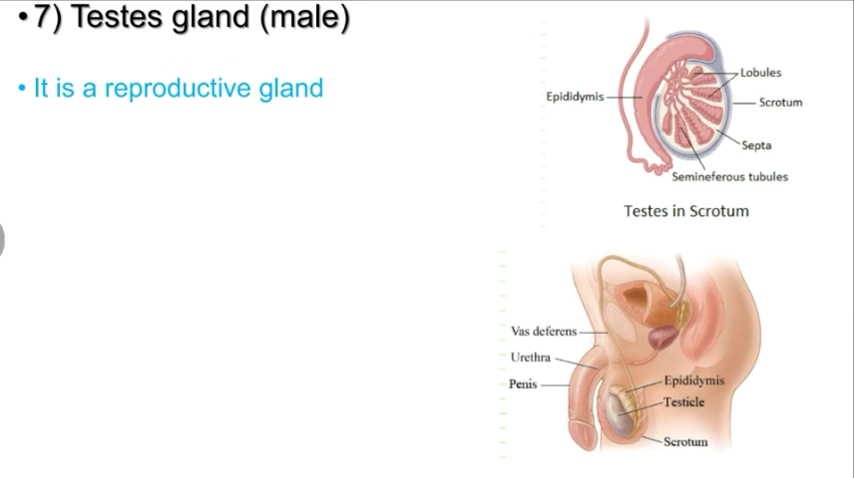 •7) Testes gland (male)
• It is a reproductive gland
Lobules
Epididymis
Scrotum
Septa
Semineferous tubules
Testes in Scrotum
Vas deferens
Urethra
Penis
Epididymis
Testicle
Scrotum